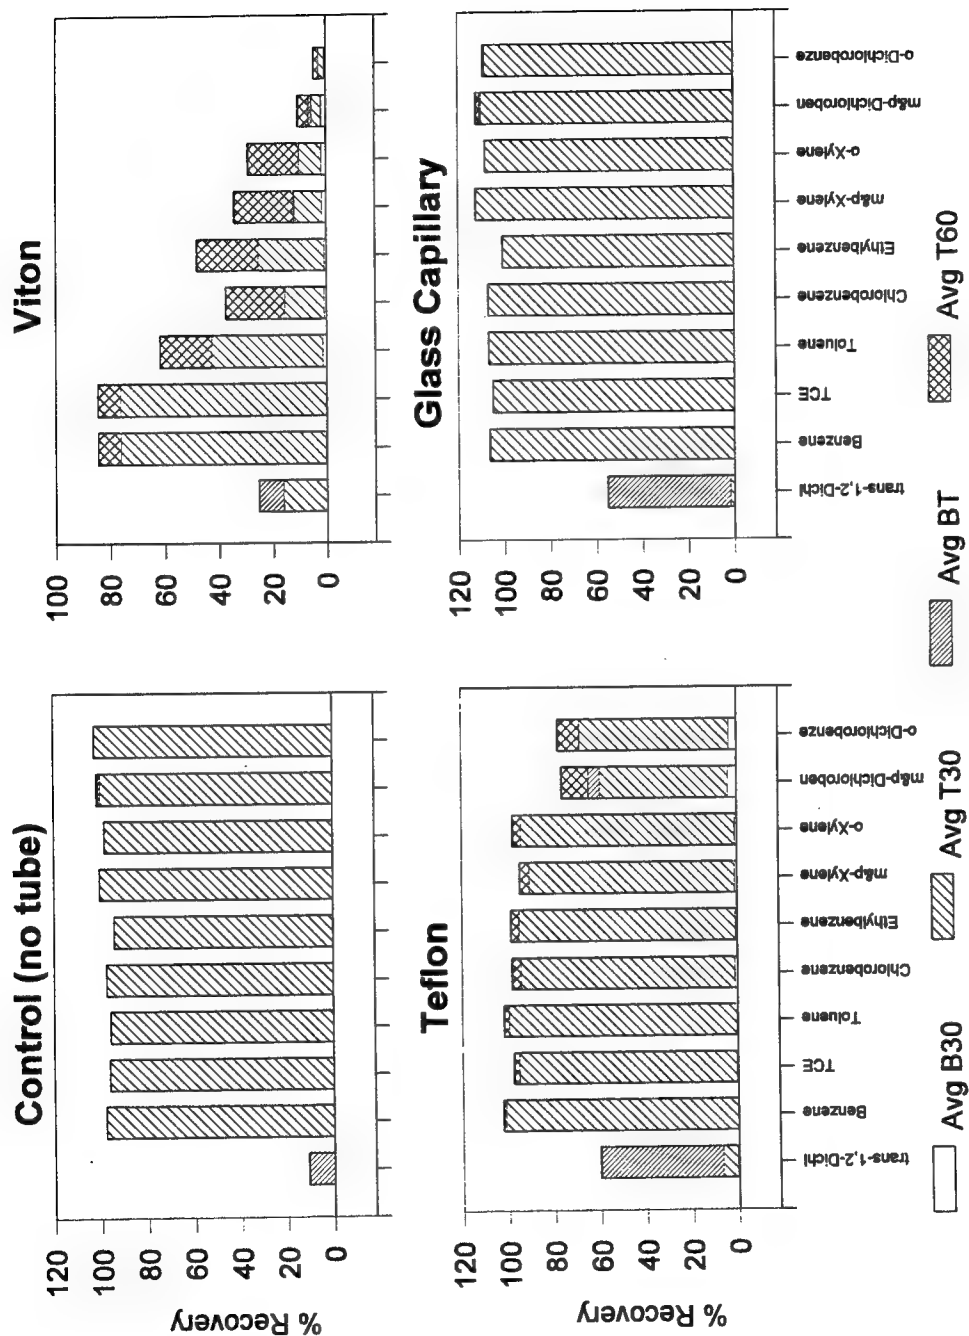 Control (no tube)
% Recovery
120
100
80
60
40
20
0
Viton
100
80
60
40
20
0
Teflon
% Recovery
120
100
80
60
40
20
0
trans-1,2-Dichl
Benzene
TCE
Toluene
Chlorobenzene
Ethylbenzene
m&p-Xylene
o-Xylene
m&p-Dichloroben
o-Dichlorobenze
Glass Capillary
120
100
80
60
40
20
0
trans-1,2-Dichl
Benzene
TCE
Toluene
Chlorobenzene
Ethylbenzene
m&p-Xylene
o-Xylene
m&p-Dichloroben
o-Dichlorobenze
Avg B30 Avg T30 Avg BT Avg T60